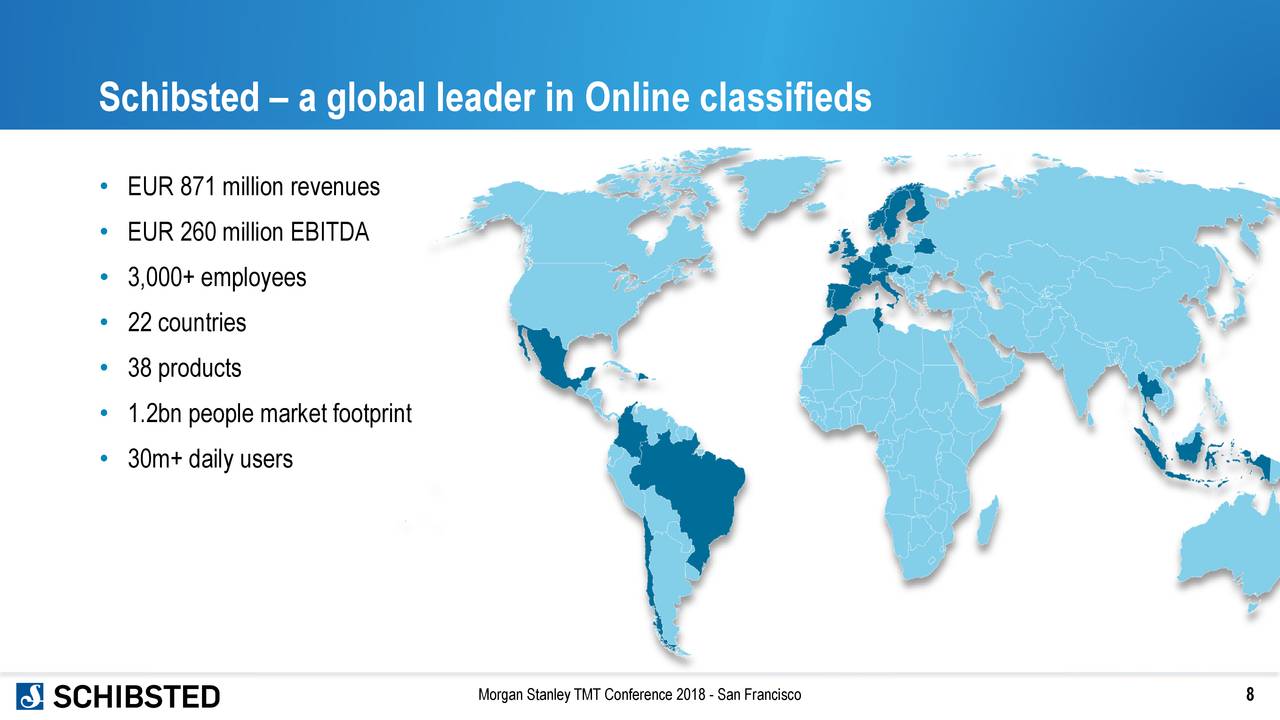 Schibsted – a global leader in Online classifieds
• EUR 871 million revenues
• EUR 260 million EBITDA
• 3,000+ employees
• 22 countries
• 38 products
• 1.2bn people market footprint
• 30m+ daily users
SCHIBSTED
Morgan Stanley TMT Conference 2018 - San Francisco
8